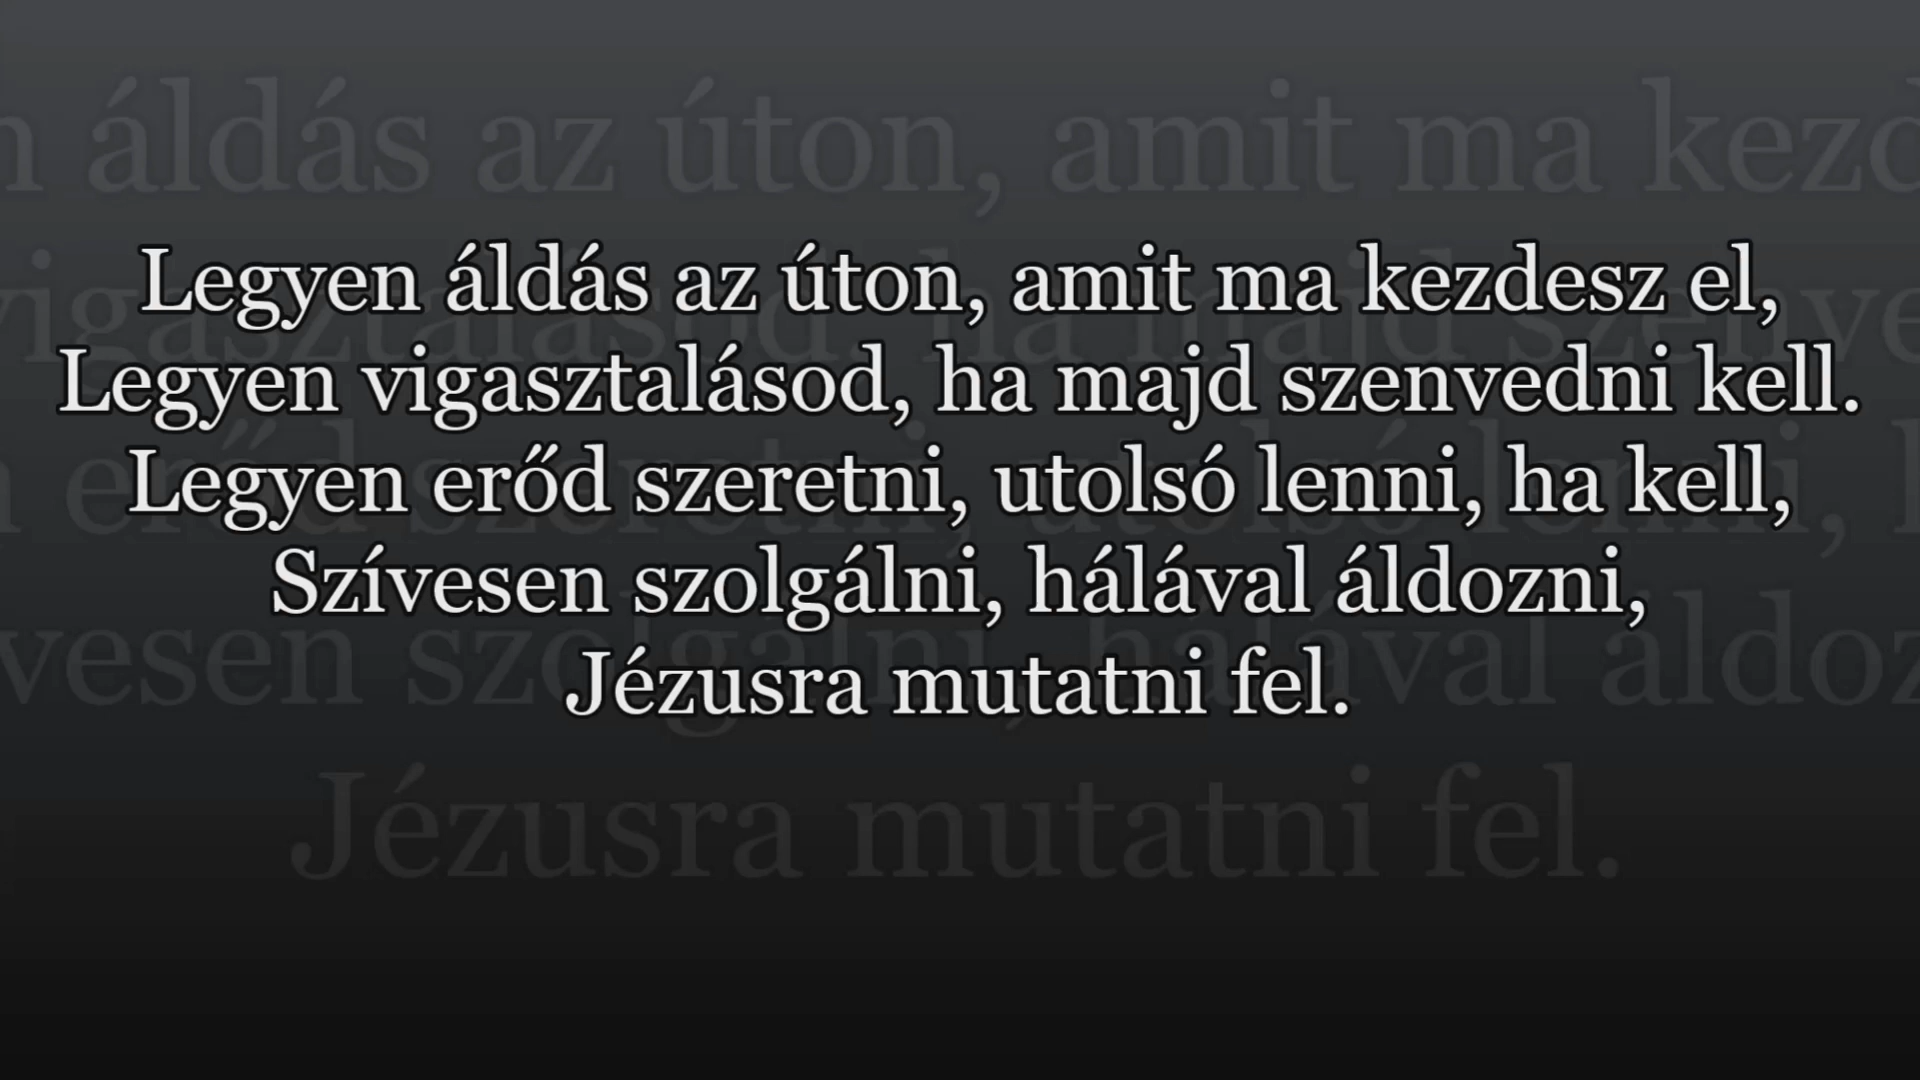 Legyen áldás az úton, amit ma kezdesz el,
Legyen vigasztalásod, ha majd szenvedni kell.
Legyen erőd szeretni, utolsó lenni, ha kell,
Szívesen szolgálni, hálával áldozni,
Jézusra mutatni fel.